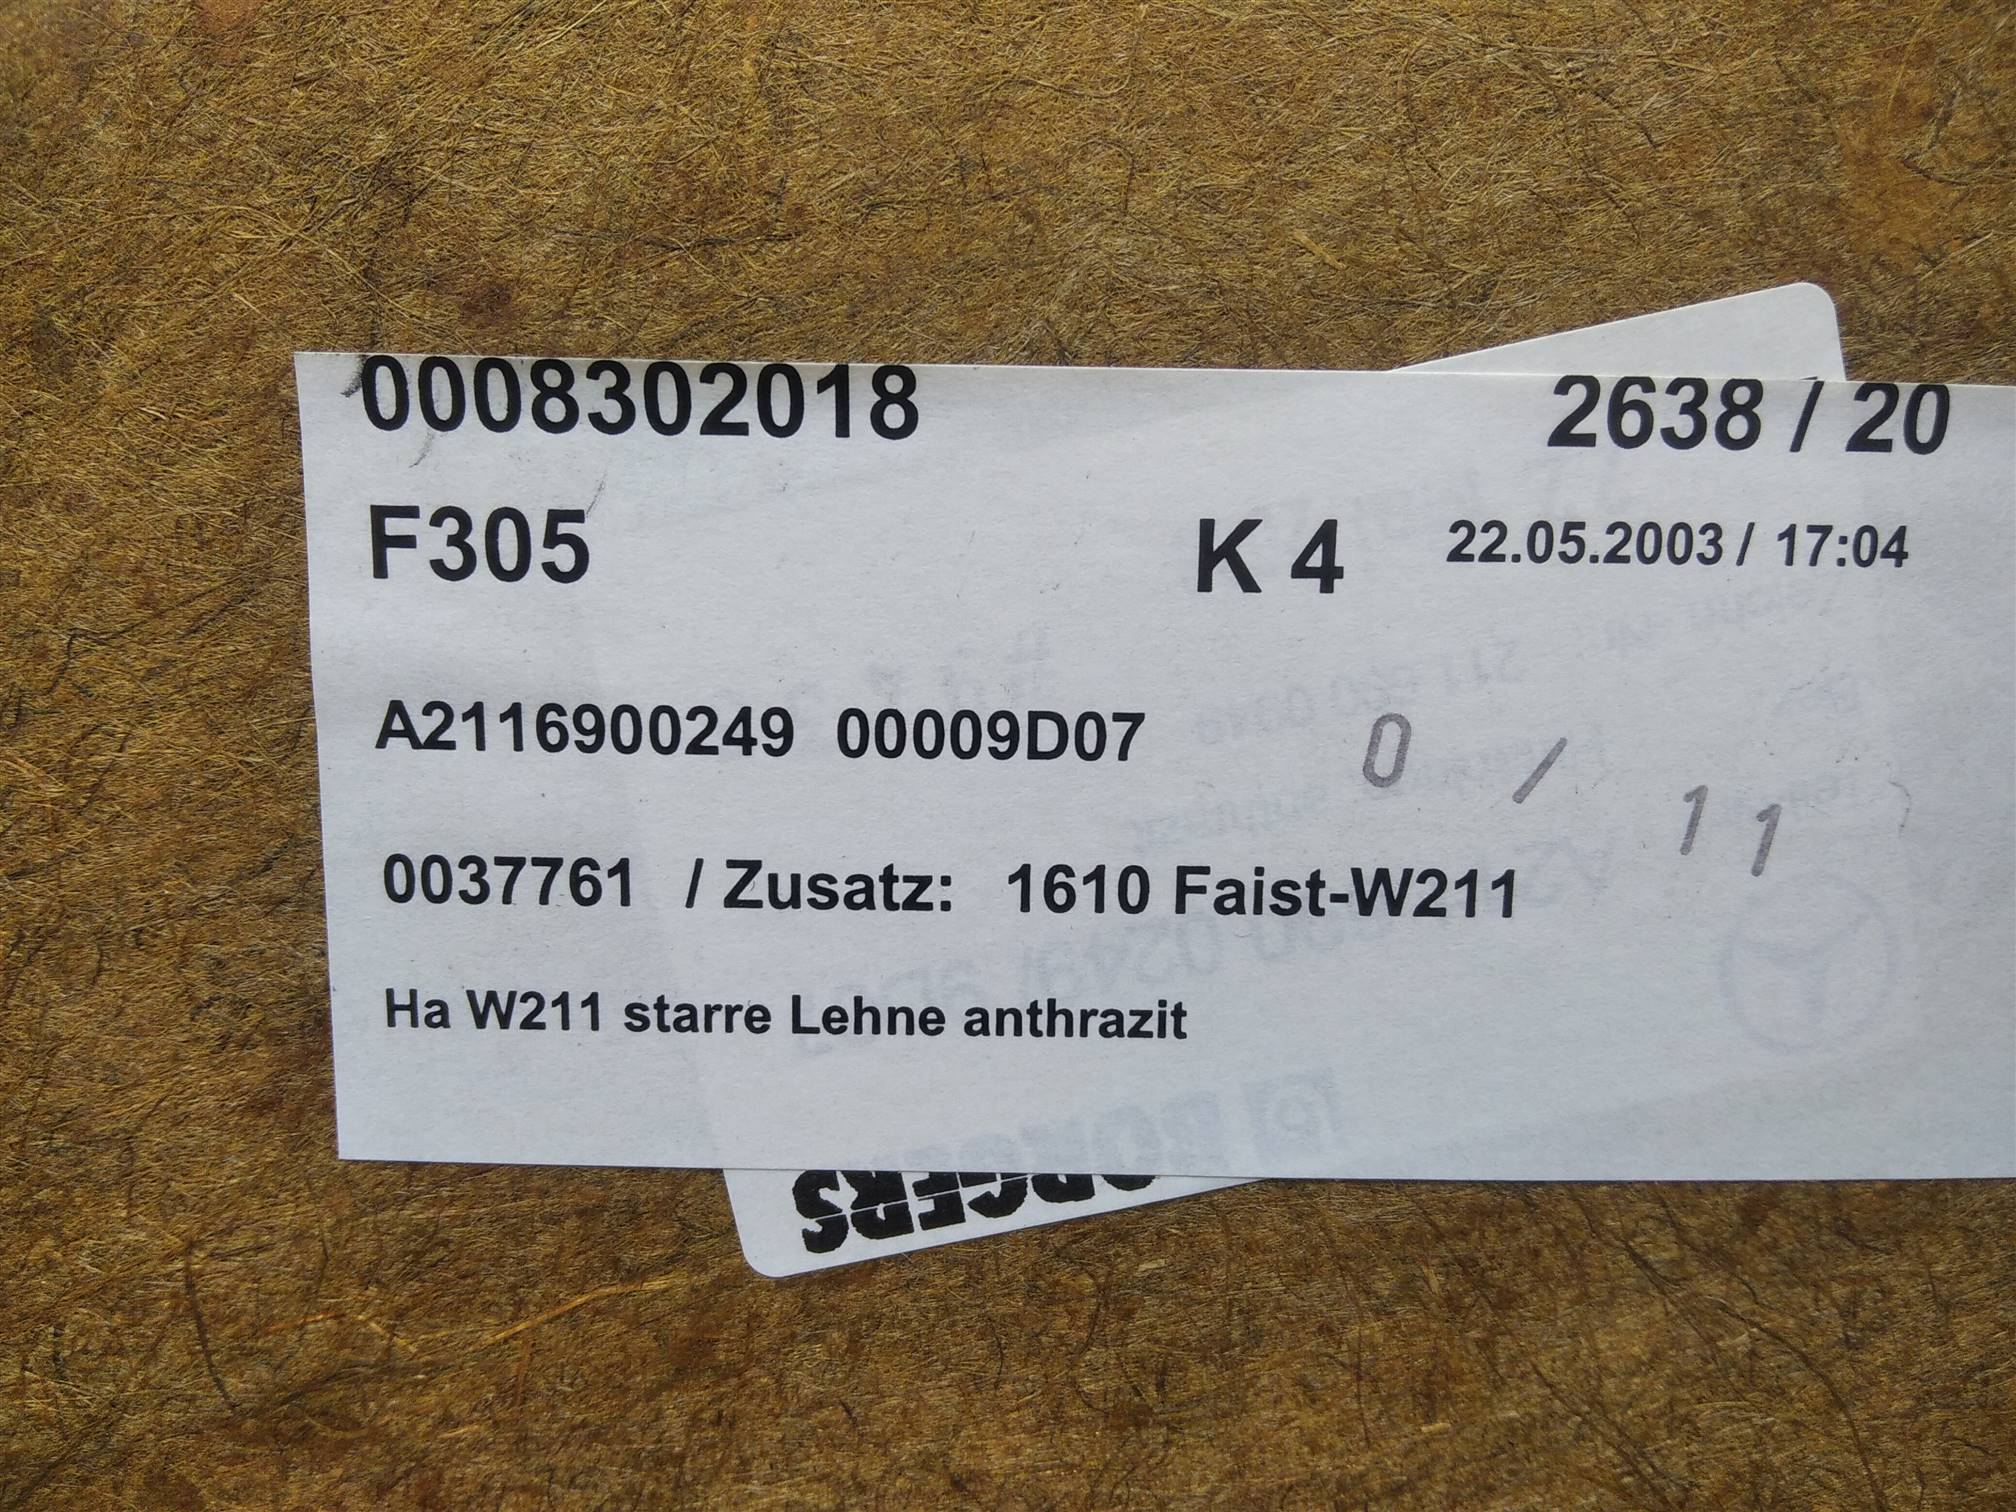 0008302018 2638 / 20
F305 K 4 22.05.2003 / 17:04
A2116900249 00009D07
0 / 11
0037761 / Zusatz: 1610 Faist-W211
Ha W211 starre Lehne anthrazit
BORGERS